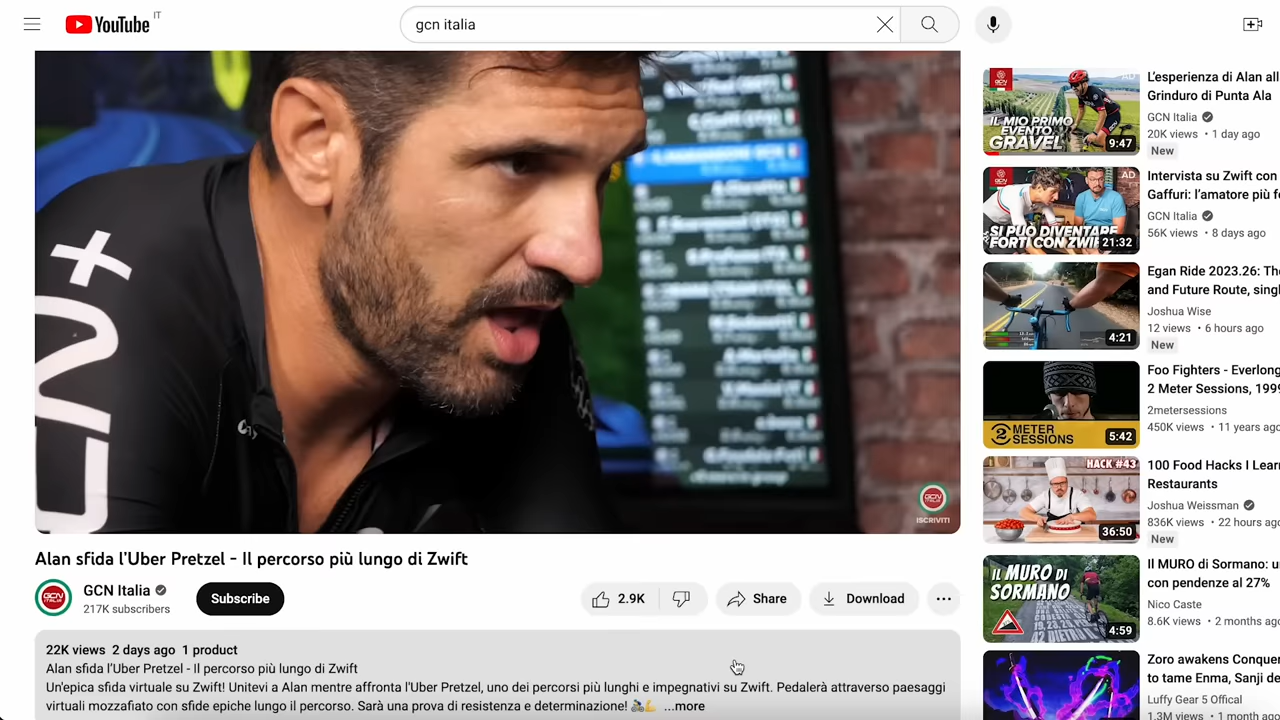 YouTube IT
gcn italia
GCN ITALIA
ISCRIVITI
Alan sfida l'Uber Pretzel - Il percorso più lungo di Zwift
GCN Italia
217K subscribers
Subscribe
2.9K
Share
Download
22K views 2 days ago 1 product
Alan sfida l'Uber Pretzel - Il percorso più lungo di Zwift
Un'epica sfida virtuale su Zwift! Unitevi a Alan mentre affronta l'Uber Pretzel, uno dei percorsi più lunghi e impegnativi su Zwift. Pedalerà attraverso paesaggi
virtuali mozzafiato con sfide epiche lungo il percorso. Sarà una prova di resistenza e determinazione! 🚵💪 ...more
IL MIO PRIMO
EVENTO
GRAVEL
AD
9:47
L'esperienza di Alan all
Grinduro di Punta Ala
GCN Italia
20K views • 1 day ago
New
AD
SI PUÒ DIVENTARE
FORTI CON ZWIF
21:32
Intervista su Zwift con
Gaffuri: l'amatore più f
GCN Italia
56K views • 8 days ago
4:21
Egan Ride 2023.26: Th
and Future Route, singl
Joshua Wise
12 views • 6 hours ago
New
2 METER
SESSIONS
5:42
Foo Fighters - Everlong
2 Meter Sessions, 1999
2metersessions
450K views • 11 years ago
HACK #43
36:50
100 Food Hacks I Lear
Restaurants
Joshua Weissman
836K views • 22 hours ago
New
IL MURO DI
SORMANO
4:59
Il MURO di Sormano: u
con pendenze al 27%
Nico Caste
8.6K views • 2 months ago
Zoro awakens Conquer
to tame Enma, Sanji de
Luffy Gear 5 Offical
1.3M views • 1 month ago